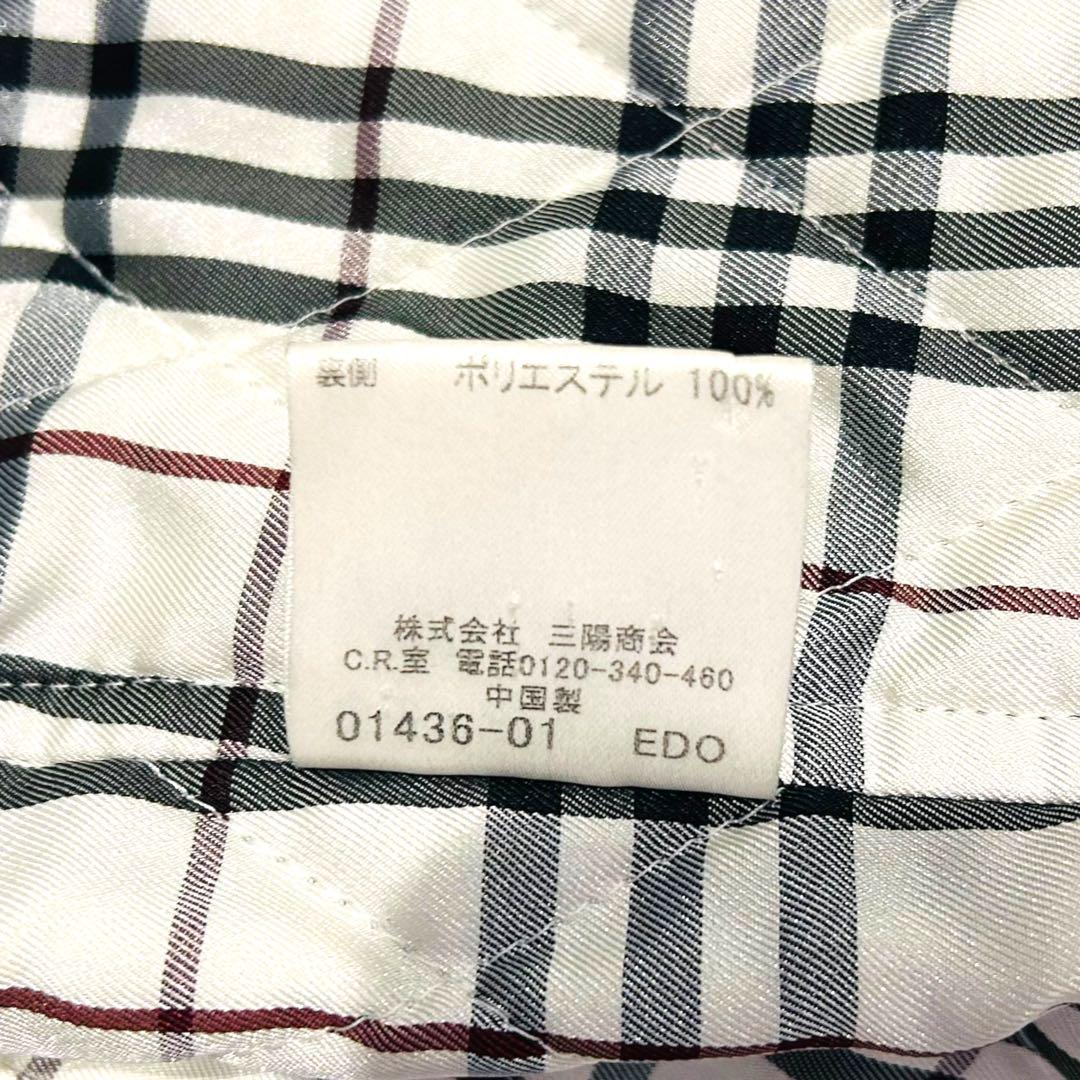 裏側 ポリエステル 100%
株式会社 三陽商会
C.R.室 電話0120-340-460
中国製
01436-01 EDO